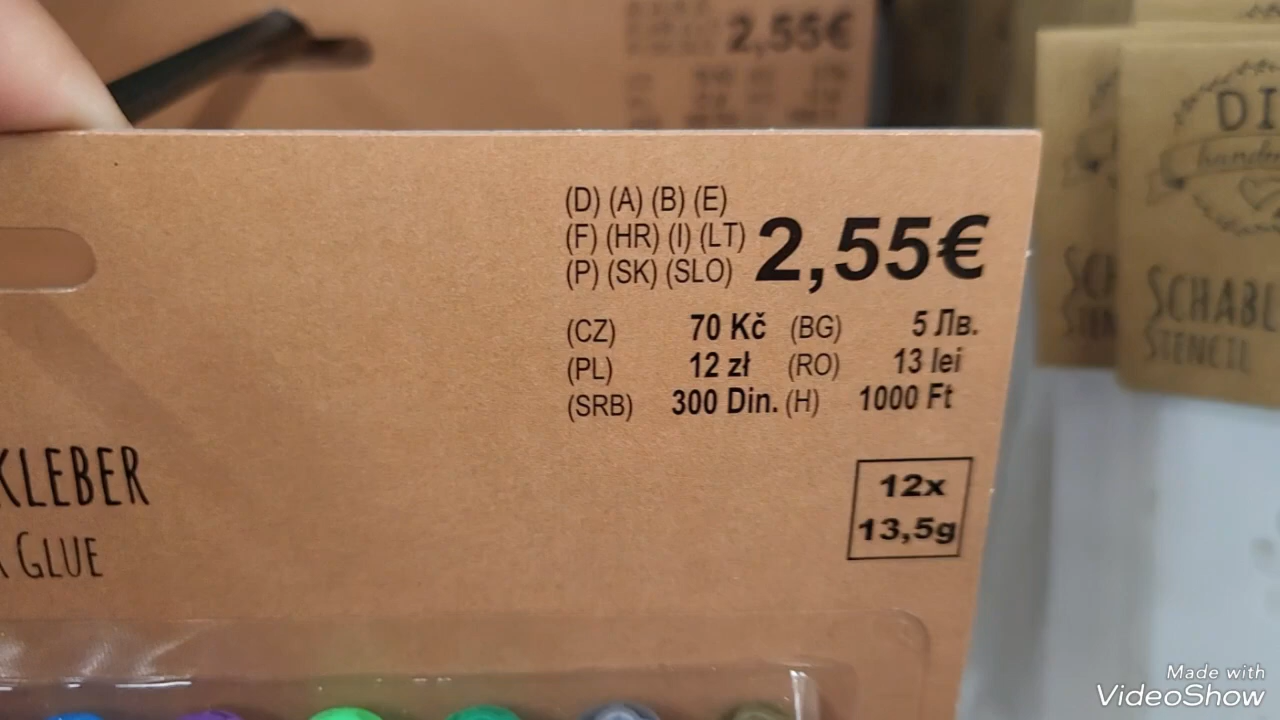 2,55€
(D) (A) (B) (E)
(F) (HR) (I) (LT)
(P) (SK) (SLO)
2,55€
(CZ) 70 Kč (BG) 5 Лв.
(PL) 12 zł (RO) 13 lei
(SRB) 300 Din. (H) 1000 Ft
12x
13,5g
KLEBER
GLUE
DI
SCHABL
STENCIL
Made with
VideoShow